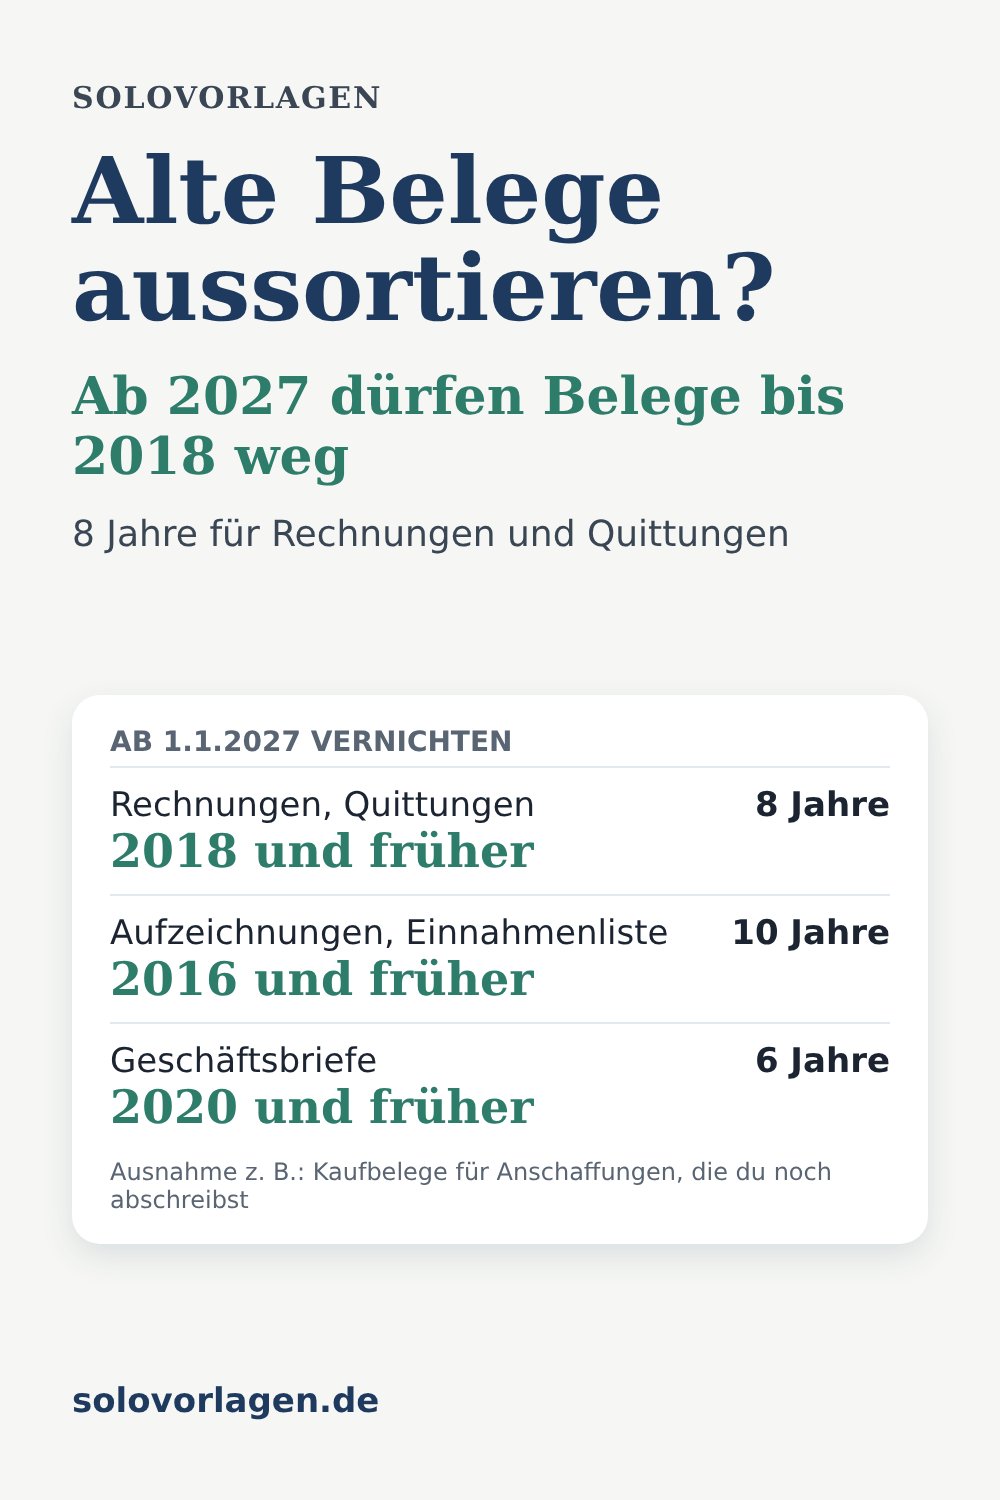 SOLOVORLAGEN
Alte Belege
aussortieren?
Ab 2027 dürfen Belege bis
2018 weg
8 Jahre für Rechnungen und Quittungen
AB 1.1.2027 VERNICHTEN
Rechnungen, Quittungen 8 Jahre
2018 und früher
Aufzeichnungen, Einnahmenliste 10 Jahre
2016 und früher
Geschäftsbriefe 6 Jahre
2020 und früher
Ausnahme z. B.: Kaufbelege für Anschaffungen, die du noch
abschreibst
solovorlagen.de